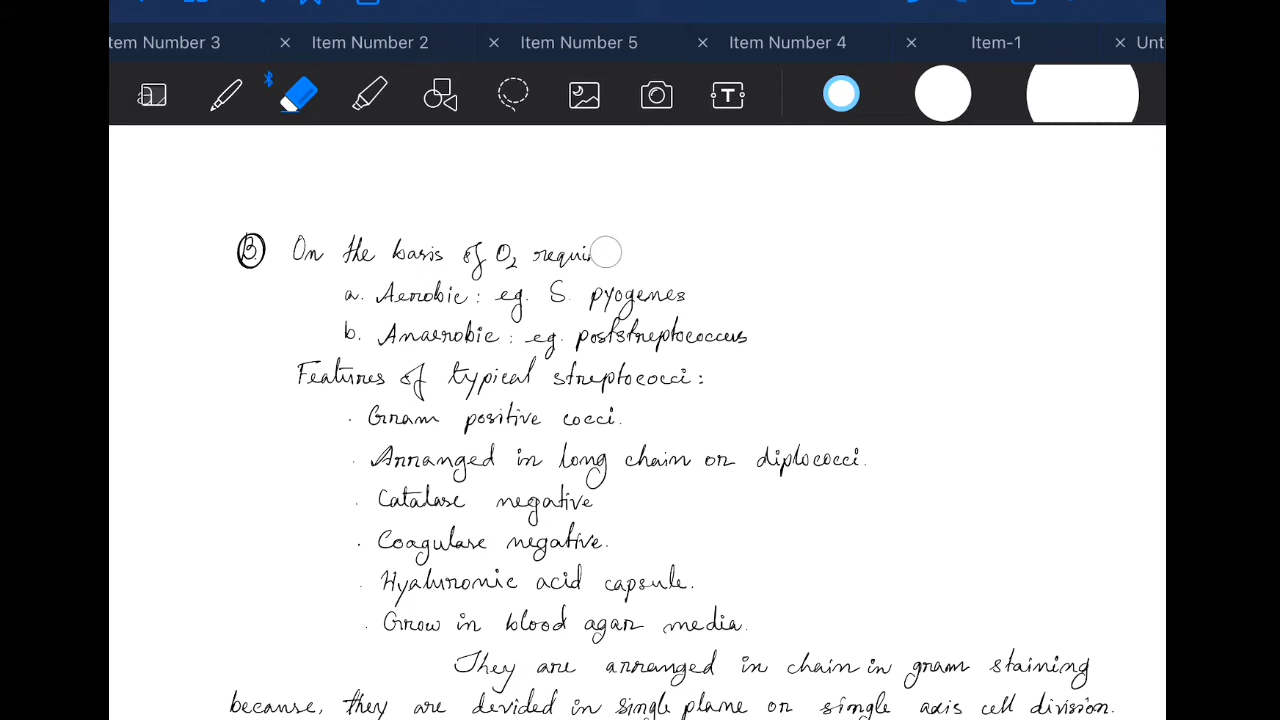 tem Number 3 × Item Number 2 × Item Number 5 × Item Number 4 × Item-1 × Unt
T
B On the basis of O2 requi
a. Aerobic : eg. S. pyogenes
b. Anaerobic : eg. poststreptococcus
Features of typical streptococci :
. Gram positive cocci.
. Arranged in long chain or diplococci.
. Catalase negative
. Coagulase negative.
. Hyaluronic acid capsule.
. Grow in blood agar media.
They are arranged in chain in gram staining
because, they are devided in single plane or single axis cell division.